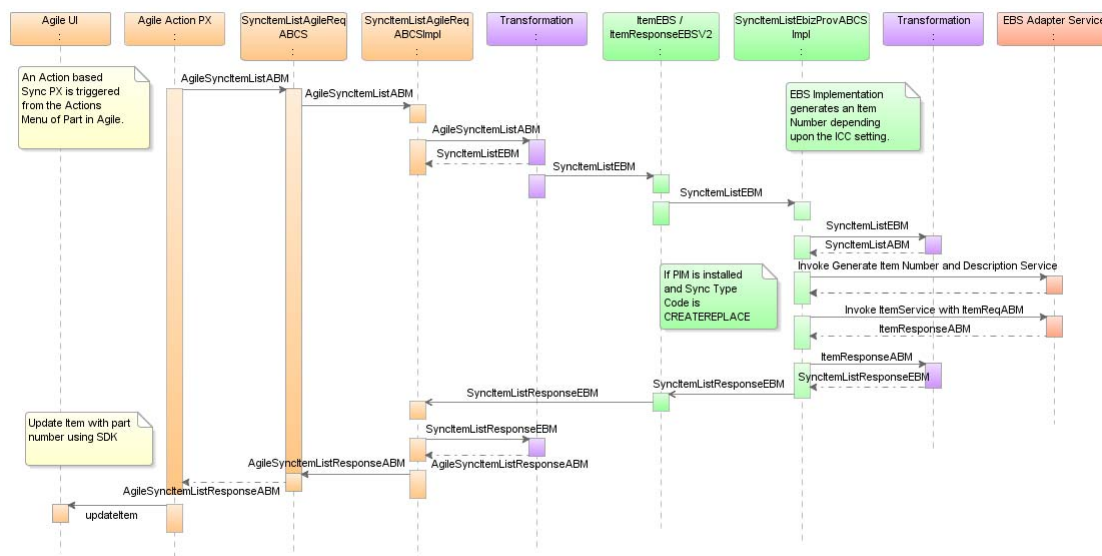 Agile UI
:
Agile Action PX
:
SyncItemListAgileReq
ABCS
:
SyncItemListAgileReq
ABCSImpl
:
Transformation
:
ItemEBS /
ItemResponseEBSV2
:
SyncItemListEbizProvABCS
Impl
:
Transformation
:
EBS Adapter Service
:
An Action based
Sync PX is triggered
from the Actions
Menu of Part in Agile.
AgileSyncItemListABM
AgileSyncItemListABM
EBS Implementation
generates an Item
Number depending
upon the ICC setting.
AgileSyncItemListABM
SyncItemListEBM
SyncItemListEBM
SyncItemListEBM
SyncItemListEBM
SyncItemListABM
Invoke Generate Item Number and Description Service
If PIM is installed
and Sync Type
Code is
CREATEREPLACE
Invoke ItemService with ItemReqABM
ItemResponseABM
ItemResponseABM
SyncItemListResponseEBM
SyncItemListResponseEBM
SyncItemListResponseEBM
Update Item with part
number using SDK
SyncItemListResponseEBM
AgileSyncItemListResponseABM
AgileSyncItemListResponseABM
AgileSyncItemListResponseABM
updateItem